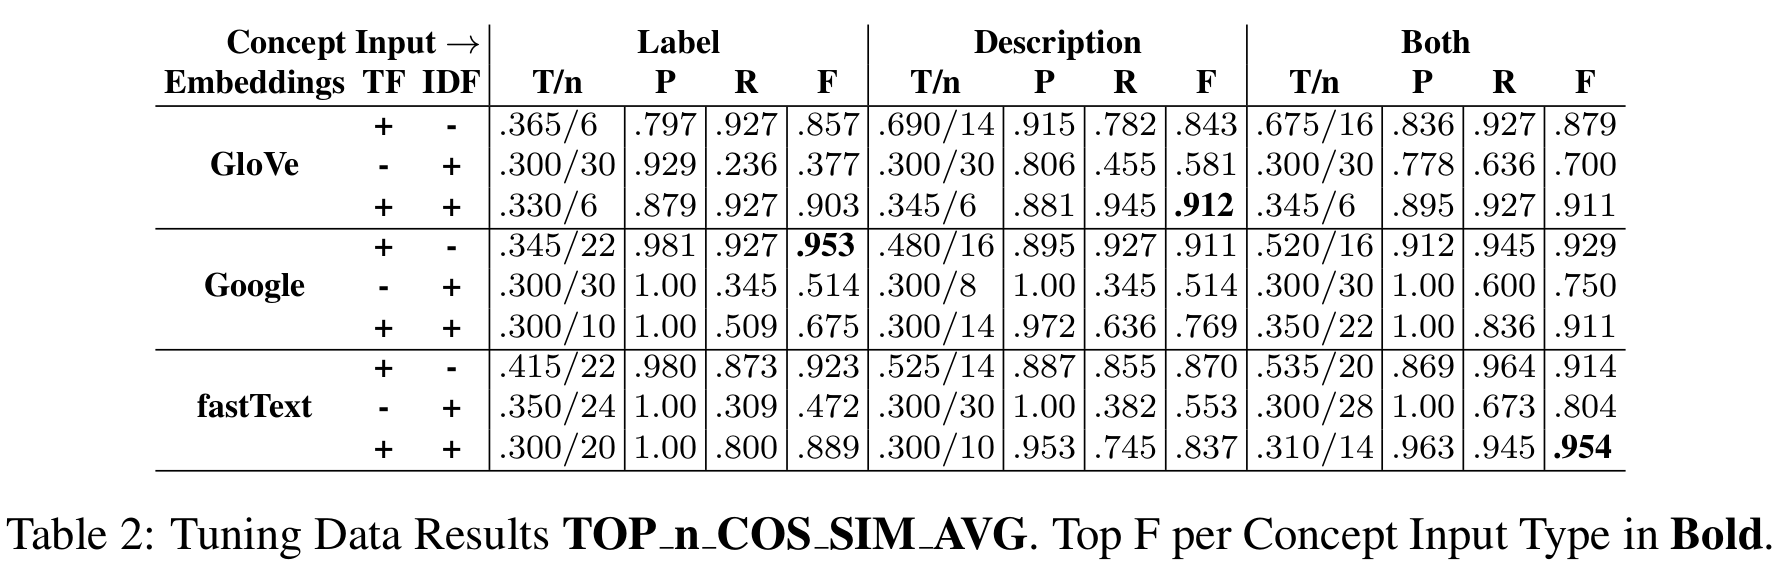 Concept Input → Label Description Both
Embeddings TF IDF T/n P R F T/n P R F T/n P R F
+ - .365/6 .797 .927 .857 .690/14 .915 .782 .843 .675/16 .836 .927 .879
GloVe - + .300/30 .929 .236 .377 .300/30 .806 .455 .581 .300/30 .778 .636 .700
+ + .330/6 .879 .927 .903 .345/6 .881 .945 .912 .345/6 .895 .927 .911
+ - .345/22 .981 .927 .953 .480/16 .895 .927 .911 .520/16 .912 .945 .929
Google - + .300/30 1.00 .345 .514 .300/8 1.00 .345 .514 .300/30 1.00 .600 .750
+ + .300/10 1.00 .509 .675 .300/14 .972 .636 .769 .350/22 1.00 .836 .911
+ - .415/22 .980 .873 .923 .525/14 .887 .855 .870 .535/20 .869 .964 .914
fastText - + .350/24 1.00 .309 .472 .300/30 1.00 .382 .553 .300/28 1.00 .673 .804
+ + .300/20 1.00 .800 .889 .300/10 .953 .745 .837 .310/14 .963 .945 .954
Table 2: Tuning Data Results TOP_n_COS_SIM_AVG. Top F per Concept Input Type in Bold.